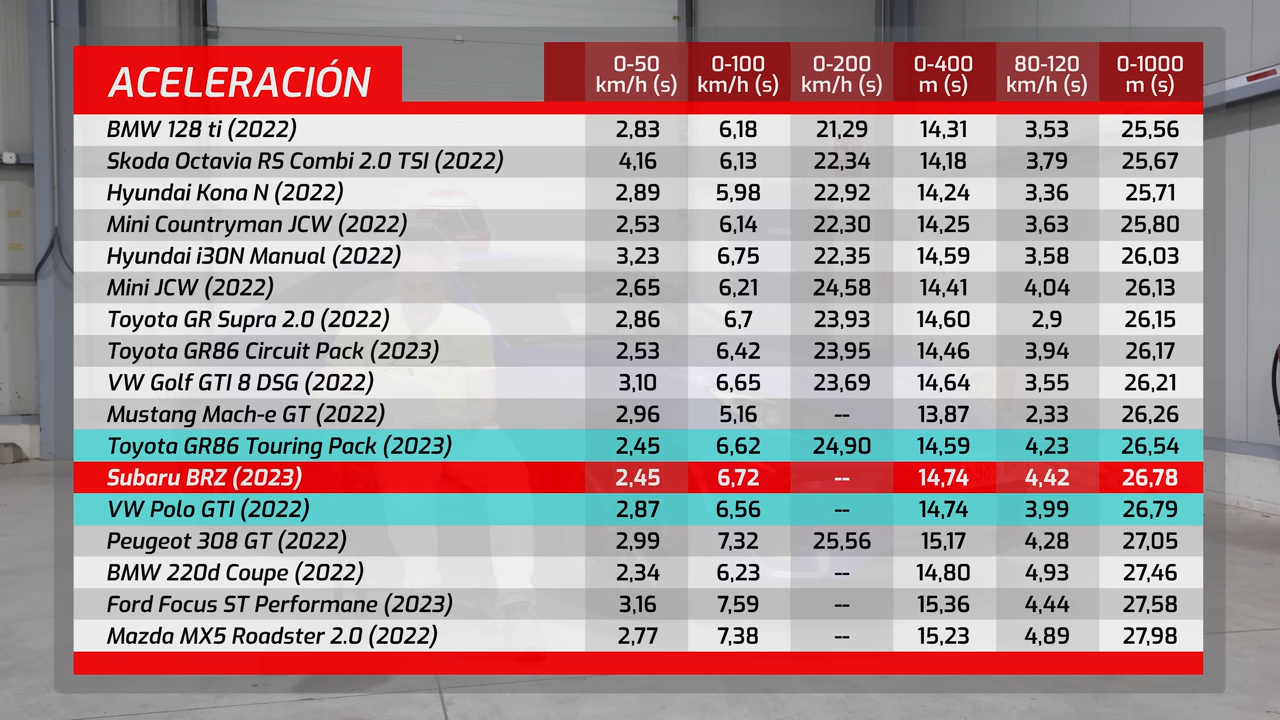 ACELERACIÓN
0-50 km/h (s) 0-100 km/h (s) 0-200 km/h (s) 0-400 m (s) 80-120 km/h (s) 0-1000 m (s)
BMW 128 ti (2022) 2,83 6,18 21,29 14,31 3,53 25,56
Skoda Octavia RS Combi 2.0 TSI (2022) 4,16 6,13 22,34 14,18 3,79 25,67
Hyundai Kona N (2022) 2,89 5,98 22,92 14,24 3,36 25,71
Mini Countryman JCW (2022) 2,53 6,14 22,30 14,25 3,63 25,80
Hyundai i30N Manual (2022) 3,23 6,75 22,35 14,59 3,58 26,03
Mini JCW (2022) 2,65 6,21 24,58 14,41 4,04 26,13
Toyota GR Supra 2.0 (2022) 2,86 6,7 23,93 14,60 2,9 26,15
Toyota GR86 Circuit Pack (2023) 2,53 6,42 23,95 14,46 3,94 26,17
VW Golf GTI 8 DSG (2022) 3,10 6,65 23,69 14,64 3,55 26,21
Mustang Mach-e GT (2022) 2,96 5,16 -- 13,87 2,33 26,26
Toyota GR86 Touring Pack (2023) 2,45 6,62 24,90 14,59 4,23 26,54
Subaru BRZ (2023) 2,45 6,72 -- 14,74 4,42 26,78
VW Polo GTI (2022) 2,87 6,56 -- 14,74 3,99 26,79
Peugeot 308 GT (2022) 2,99 7,32 25,56 15,17 4,28 27,05
BMW 220d Coupe (2022) 2,34 6,23 -- 14,80 4,93 27,46
Ford Focus ST Performane (2023) 3,16 7,59 -- 15,36 4,44 27,58
Mazda MX5 Roadster 2.0 (2022) 2,77 7,38 -- 15,23 4,89 27,98